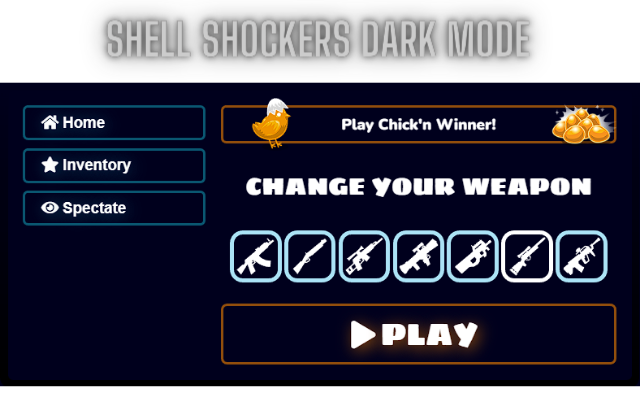 SHELL SHOCKERS DARK MODE
Home
Inventory
Spectate
Play Chick'n Winner!
CHANGE YOUR WEAPON
PLAY